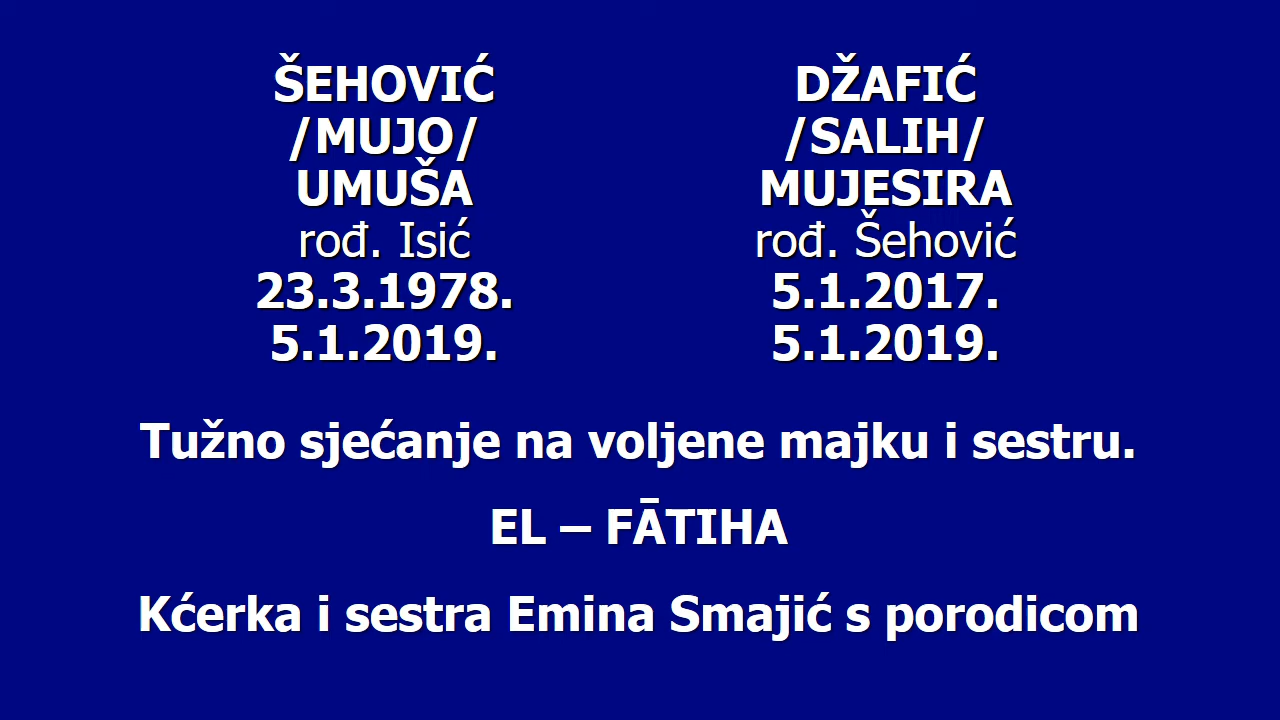 ŠEHOVIĆ
/MUJO/
UMUŠA
rođ. Isić
23.3.1978.
5.1.2019.
DŽAFIĆ
/SALIH/
MUJESIRA
rođ. Šehović
5.1.2017.
5.1.2019.
Tužno sjećanje na voljene majku i sestru.
EL – FĀTIHA
Kćerka i sestra Emina Smajić s porodicom